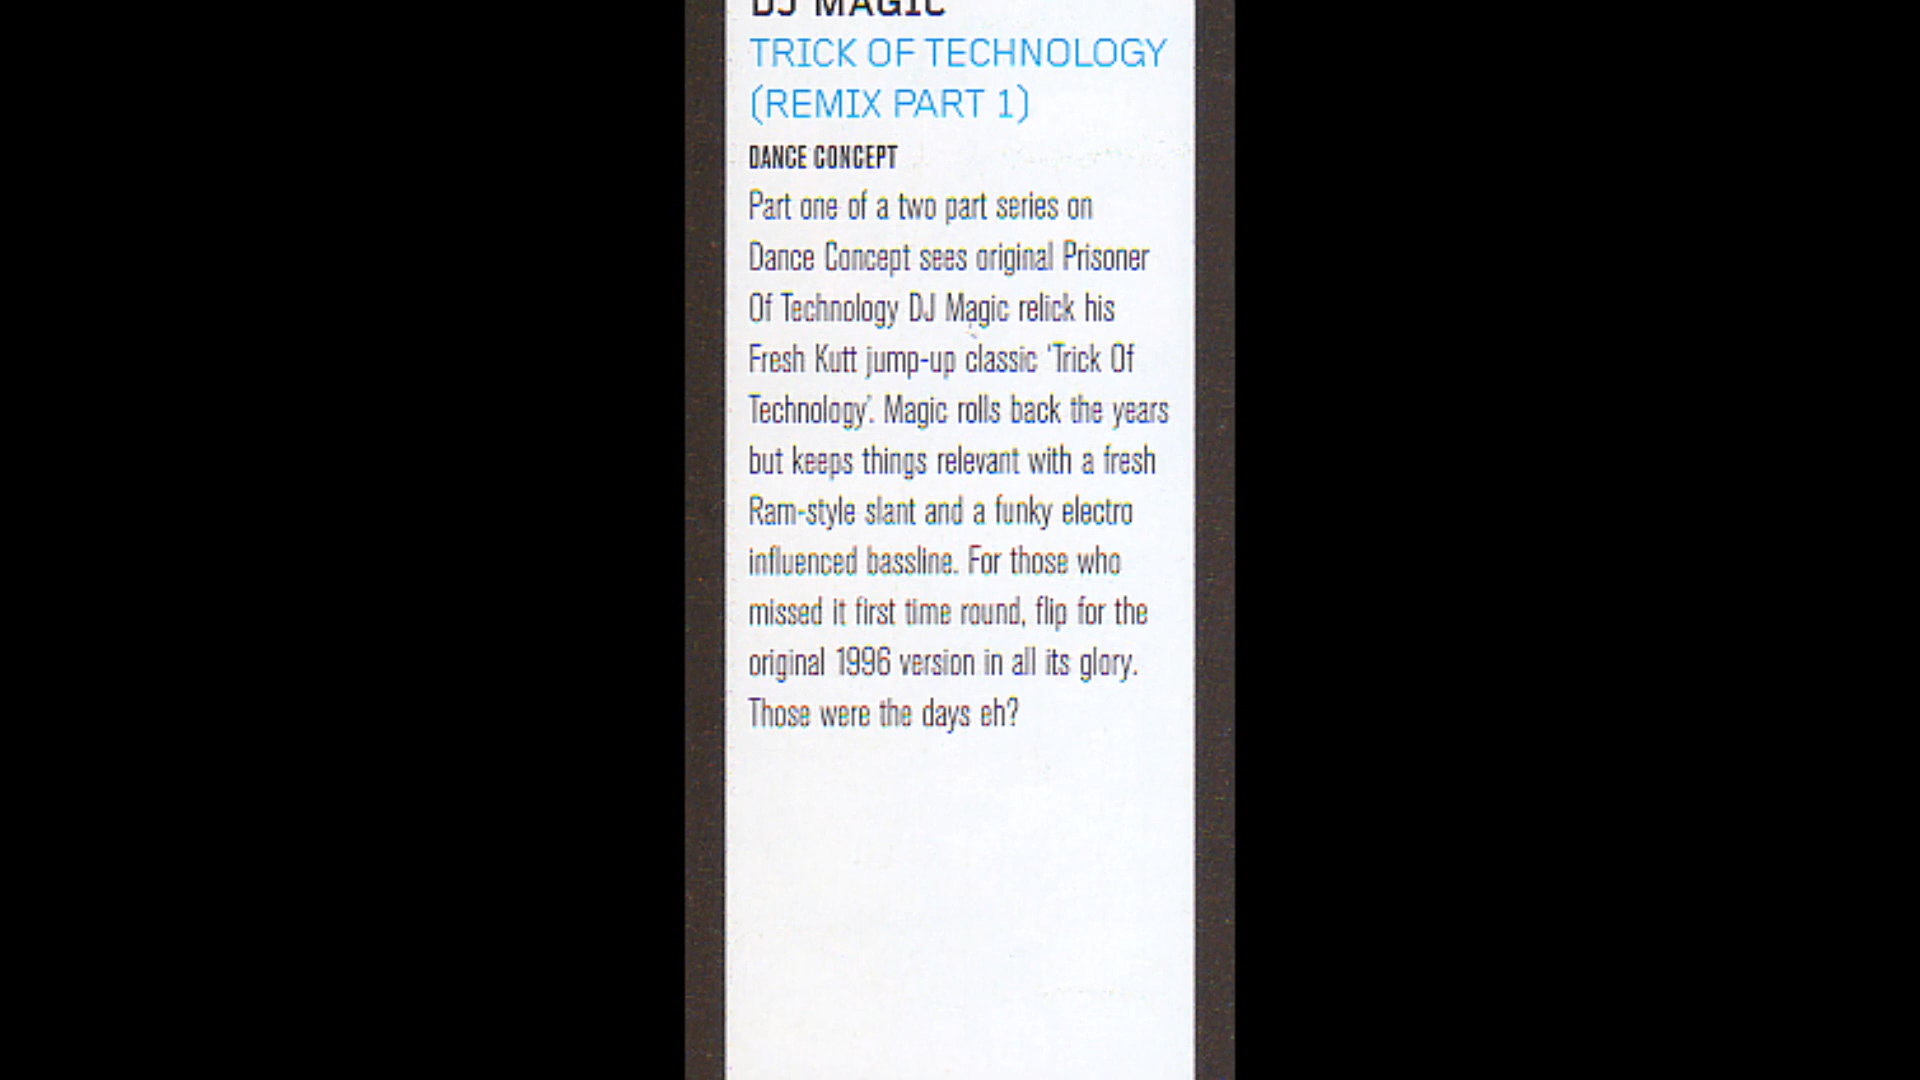 DJ MAGIC
TRICK OF TECHNOLOGY
(REMIX PART 1)
DANCE CONCEPT
Part one of a two part series on
Dance Concept sees original Prisoner
Of Technology DJ Magic relick his
Fresh Kutt jump-up classic ‘Trick Of
Technology’. Magic rolls back the years
but keeps things relevant with a fresh
Ram-style slant and a funky electro
influenced bassline. For those who
missed it first time round, flip for the
original 1996 version in all its glory.
Those were the days eh?